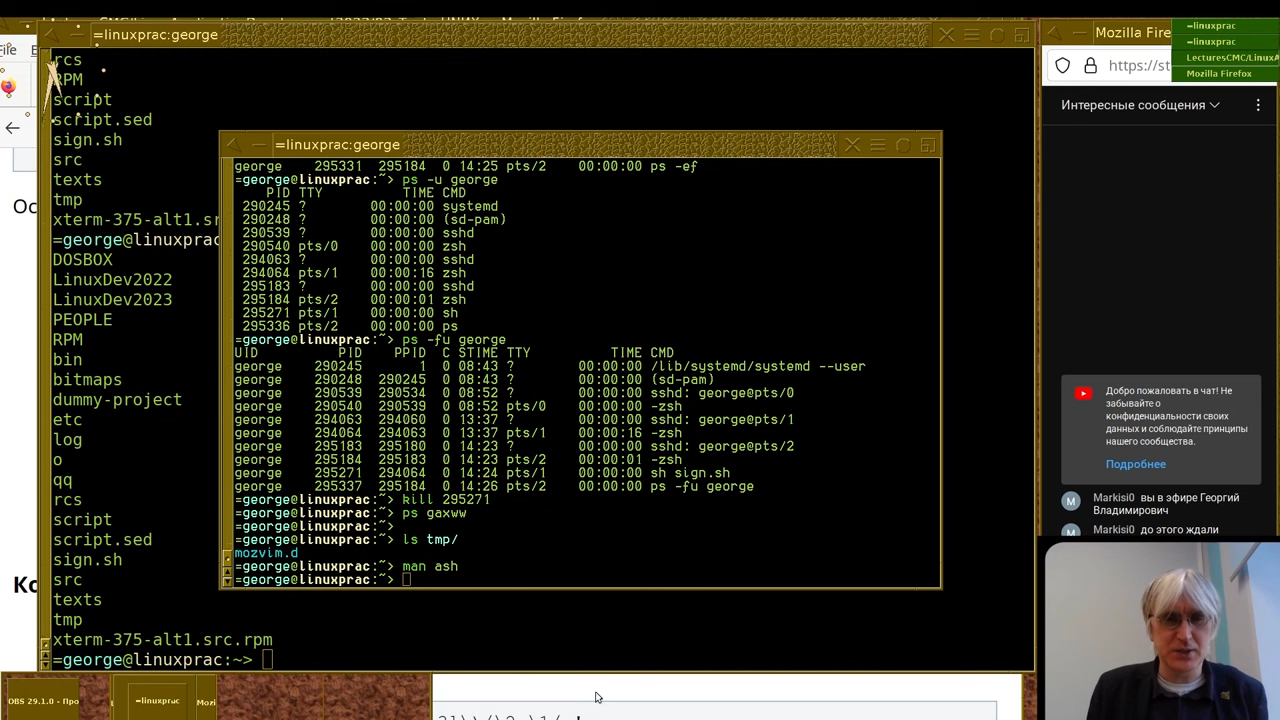 =linuxprac:george
Mozilla Fire
=linuxprac
=linuxprac
LecturesCMC/LinuxA
Mozilla Firefox
File
https://st
Интересные сообщения
rcs
RPM
script
script.sed
sign.sh
src
texts
tmp
xterm-375-alt1.sr
=george@linuxprac
DOSBOX
LinuxDev2022
LinuxDev2023
PEOPLE
RPM
bin
bitmaps
dummy-project
etc
log
o
qq
rcs
script
script.sed
sign.sh
src
texts
tmp
xterm-375-alt1.src.rpm
=george@linuxprac:~>
Ос
Ко
=linuxprac:george
george 295331 295184 0 14:25 pts/2 00:00:00 ps -ef
=george@linuxprac:~> ps -u george
PID TTY TIME CMD
290245 ? 00:00:00 systemd
290248 ? 00:00:00 (sd-pam)
290539 ? 00:00:00 sshd
290540 pts/0 00:00:00 zsh
294063 ? 00:00:00 sshd
294064 pts/1 00:00:16 zsh
295183 ? 00:00:00 sshd
295184 pts/2 00:00:01 zsh
295271 pts/1 00:00:00 sh
295336 pts/2 00:00:00 ps
=george@linuxprac:~> ps -fu george
UID PID PPID C STIME TTY TIME CMD
george 290245 1 0 08:43 ? 00:00:00 /lib/systemd/systemd --user
george 290248 290245 0 08:43 ? 00:00:00 (sd-pam)
george 290539 290534 0 08:52 ? 00:00:00 sshd: george@pts/0
george 290540 290539 0 08:52 pts/0 00:00:00 -zsh
george 294063 294060 0 13:37 ? 00:00:00 sshd: george@pts/1
george 294064 294063 0 13:37 pts/1 00:00:16 -zsh
george 295183 295180 0 14:23 ? 00:00:00 sshd: george@pts/2
george 295184 295183 0 14:23 pts/2 00:00:01 -zsh
george 295271 294064 0 14:24 pts/1 00:00:00 sh sign.sh
george 295337 295184 0 14:26 pts/2 00:00:00 ps -fu george
=george@linuxprac:~> kill 295271
=george@linuxprac:~> ps gaxww
=george@linuxprac:~>
=george@linuxprac:~> ls tmp/
mozvim.d
=george@linuxprac:~> man ash
=george@linuxprac:~>
Добро пожаловать в чат! Не
забывайте о
конфиденциальности своих
данных и соблюдайте принципы
нашего сообщества.
Подробнее
M Markisi0 вы в эфире Георгий
Владимирович
M Markisi0 до этого ждали
DBS 29.1.0 - Про
=linuxprac
Mozi